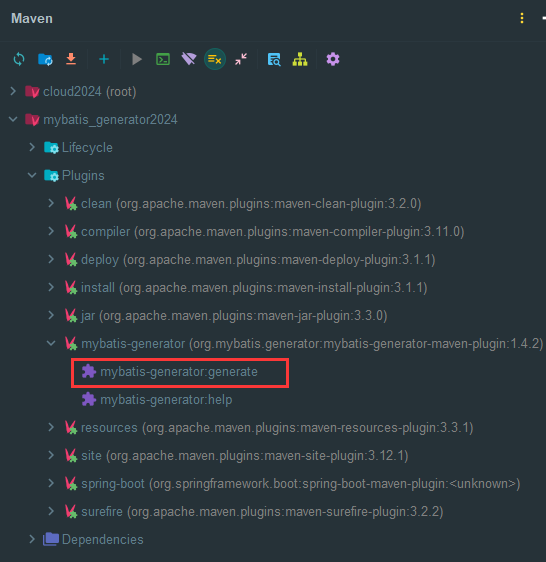 Maven
cloud2024 (root)
mybatis_generator2024
Lifecycle
Plugins
clean (org.apache.maven.plugins:maven-clean-plugin:3.2.0)
compiler (org.apache.maven.plugins:maven-compiler-plugin:3.11.0)
deploy (org.apache.maven.plugins:maven-deploy-plugin:3.1.1)
install (org.apache.maven.plugins:maven-install-plugin:3.1.1)
jar (org.apache.maven.plugins:maven-jar-plugin:3.3.0)
mybatis-generator (org.mybatis.generator:mybatis-generator-maven-plugin:1.4.2)
mybatis-generator:generate
mybatis-generator:help
resources (org.apache.maven.plugins:maven-resources-plugin:3.3.1)
site (org.apache.maven.plugins:maven-site-plugin:3.12.1)
spring-boot (org.springframework.boot:spring-boot-maven-plugin:<unknown>)
surefire (org.apache.maven.plugins:maven-surefire-plugin:3.2.2)
Dependencies